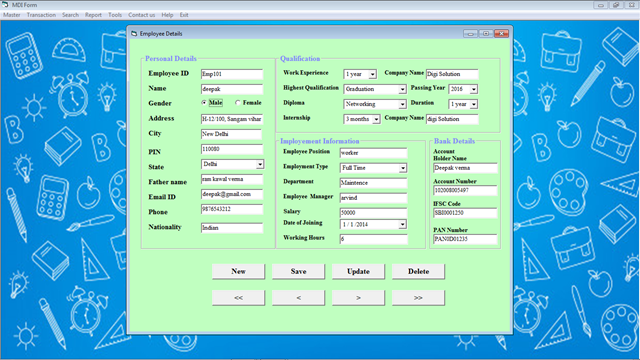 MDI Form
Master Transaction Search Report Tools Contact us Help Exit
Employee Details
Personal Details
Employee ID Emp101
Name deepak
Gender Male Female
Address H-12/100, Sangam vihar
City New Delhi
PIN 110080
State Delhi
Father name ram kawal verma
Email ID deepak@gmail.com
Phone 9876543212
Nationality Indian
Qualification
Work Experience 1 year Company Name Digi Solution
Highest Qualification Graduation Passing Year 2016
Diploma Networking Duration 1 year
Internship 3 months Company Name digi Solution
Employement Information
Employee Position worker
Employment Type Full Time
Department Maintence
Employee Manager arvind
Salary 50000
Date of Joining 1 / 1 /2014
Working Hours 6
Bank Details
Account
Holder Name
Deepak verma
Account Number
102008005497
IFSC Code
SBI0001250
PAN Number
PAN0D01235
New Save Update Delete
<< < > >>